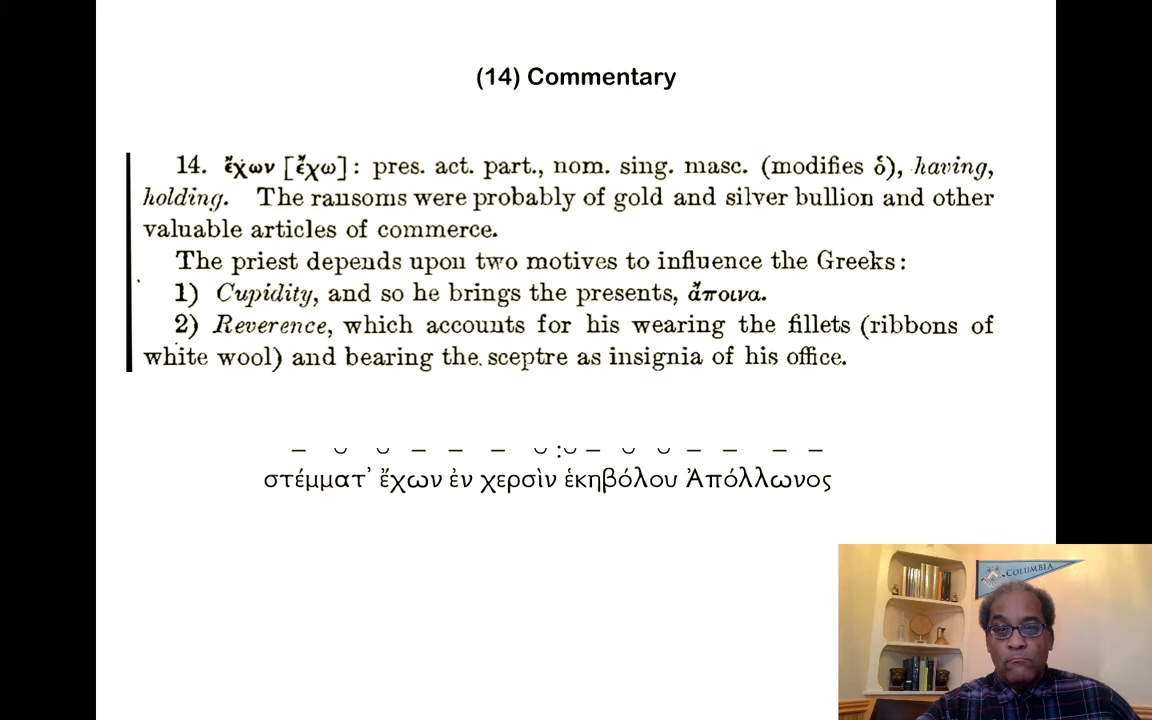 (14) Commentary
14. ἔχων [ἔχω]: pres. act. part., nom. sing. masc. (modifies ὁ), having,
holding. The ransoms were probably of gold and silver bullion and other
valuable articles of commerce.
The priest depends upon two motives to influence the Greeks:
1) Cupidity, and so he brings the presents, ἄποινα.
2) Reverence, which accounts for his wearing the fillets (ribbons of
white wool) and bearing the sceptre as insignia of his office.
– ᴗ ᴗ – – – ᴗ :ᴗ – ᴗ ᴗ – – – –
στέμματ᾽ ἔχων ἐν χερσὶν ἑκηβόλου Ἀπόλλωνος
COLUMBIA